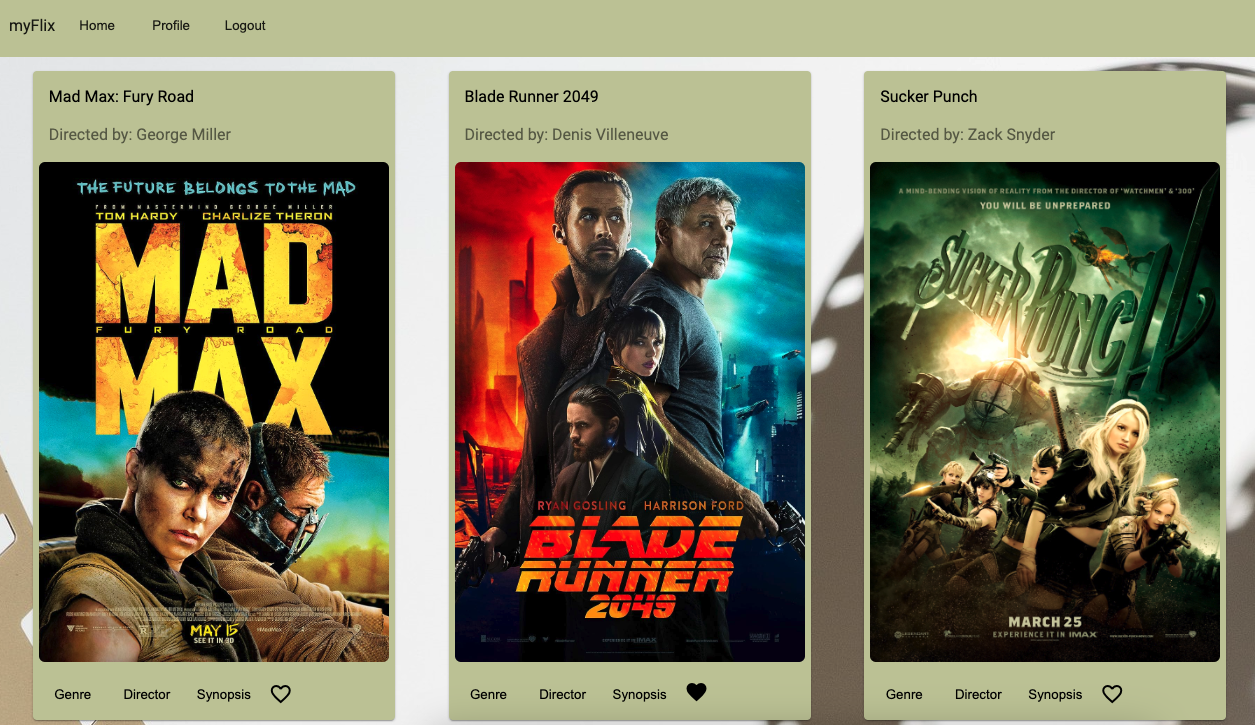 myFlix Home Profile Logout
Mad Max: Fury Road
Directed by: George Miller
THE FUTURE BELONGS TO THE MAD
FROM MASTERMIND GEORGE MILLER
TOM HARDY CHARLIZE THERON
MAD
FURY ROAD
MAX
MAY 15
SEE IT IN 3D
Genre Director Synopsis
Blade Runner 2049
Directed by: Denis Villeneuve
RYAN GOSLING HARRISON FORD
BLADE
RUNNER
2049
Genre Director Synopsis
Sucker Punch
Directed by: Zack Snyder
A MIND-BENDING VISION OF REALITY FROM THE DIRECTOR OF 'WATCHMEN' & '300'
YOU WILL BE UNPREPARED
SUCKER PUNCH
MARCH 25
EXPERIENCE IT IN IMAX
Genre Director Synopsis